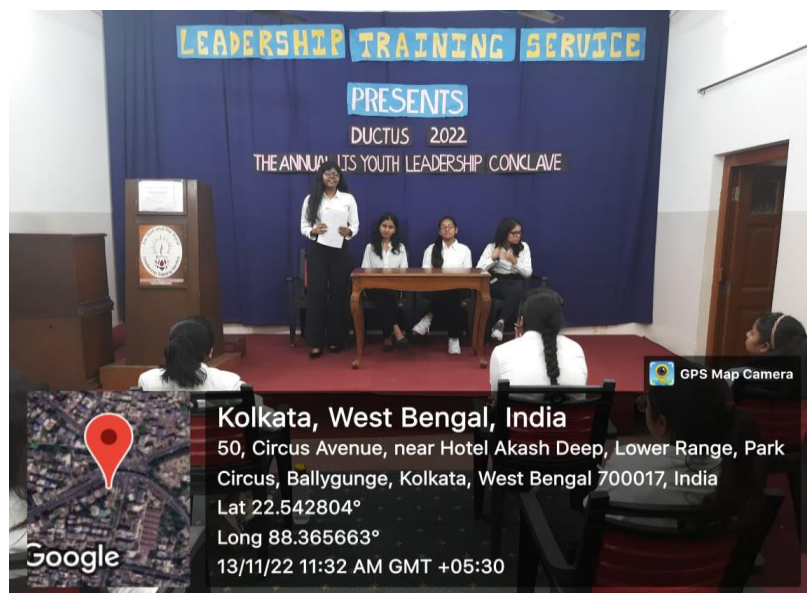 LEADERSHIP TRAINING SERVICE
PRESENTS
DUCTUS 2022
THE ANNUAL LTS YOUTH LEADERSHIP CONCLAVE
GPS Map Camera
Kolkata, West Bengal, India
50, Circus Avenue, near Hotel Akash Deep, Lower Range, Park
Circus, Ballygunge, Kolkata, West Bengal 700017, India
Lat 22.542804°
Long 88.365663°
13/11/22 11:32 AM GMT +05:30
Google